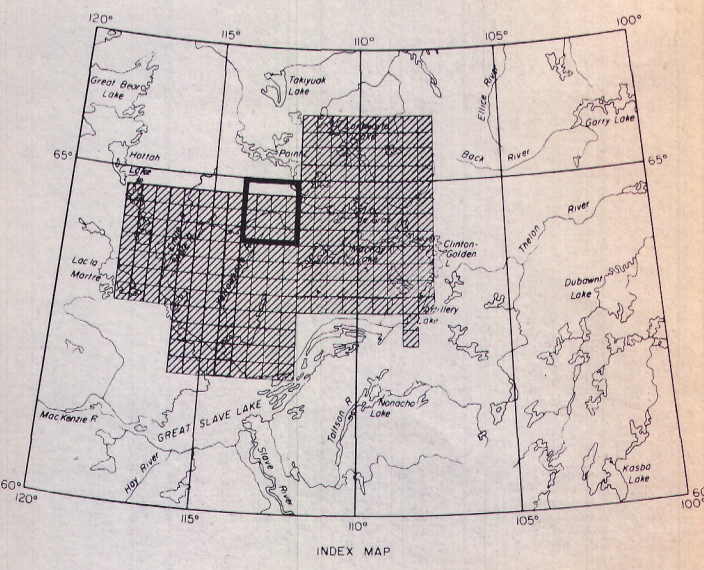 120°
115°
110°
105°
100°
Great Bear
Lake
Takiyuak
Lake
Ellice River
Garry Lake
Point
Back River
Hottah
Lake
65°
65°
Thelon River
Clinton-
Golden
L
Lac la
Martre
Dubawnt
Lake
Artillery
Lake
MacKenzie R
GREAT SLAVE LAKE
Taltson R
Nonacho
Lake
Hay River
Slave River
Kasba
Lake
60°
120°
115°
110°
105°
60
100°
INDEX MAP